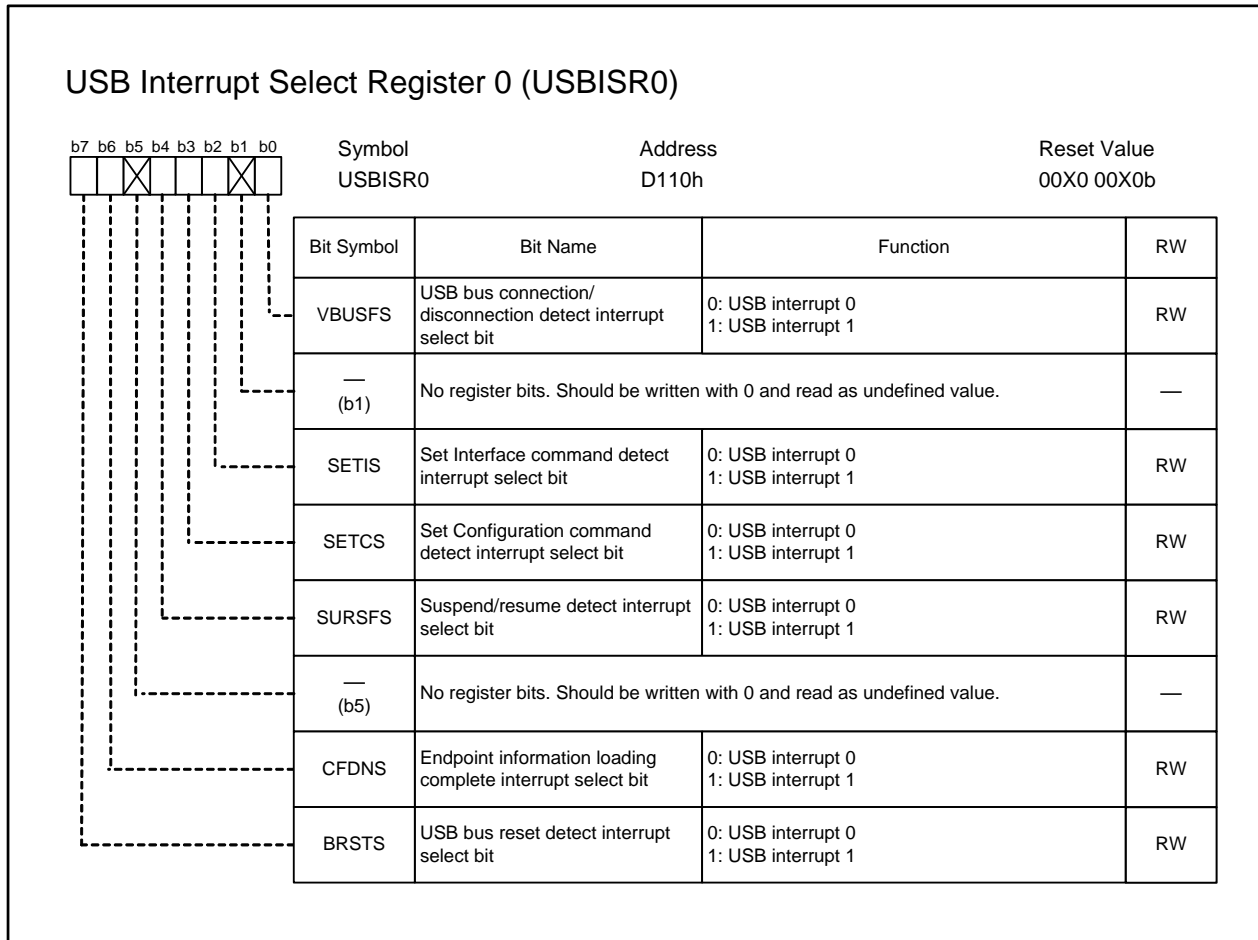 USB Interrupt Select Register 0 (USBISR0)
b7 b6 b5 b4 b3 b2 b1 b0
Symbol Address Reset Value
USBISR0 D110h 00X0 00X0b
Bit Symbol Bit Name Function RW
VBUSFS
USB bus connection/
disconnection detect interrupt
select bit
0: USB interrupt 0
1: USB interrupt 1
RW
—
(b1)
No register bits. Should be written with 0 and read as undefined value.
—
SETIS
Set Interface command detect
interrupt select bit
0: USB interrupt 0
1: USB interrupt 1
RW
SETCS
Set Configuration command
detect interrupt select bit
0: USB interrupt 0
1: USB interrupt 1
RW
SURSFS
Suspend/resume detect interrupt
select bit
0: USB interrupt 0
1: USB interrupt 1
RW
—
(b5)
No register bits. Should be written with 0 and read as undefined value.
—
CFDNS
Endpoint information loading
complete interrupt select bit
0: USB interrupt 0
1: USB interrupt 1
RW
BRSTS
USB bus reset detect interrupt
select bit
0: USB interrupt 0
1: USB interrupt 1
RW